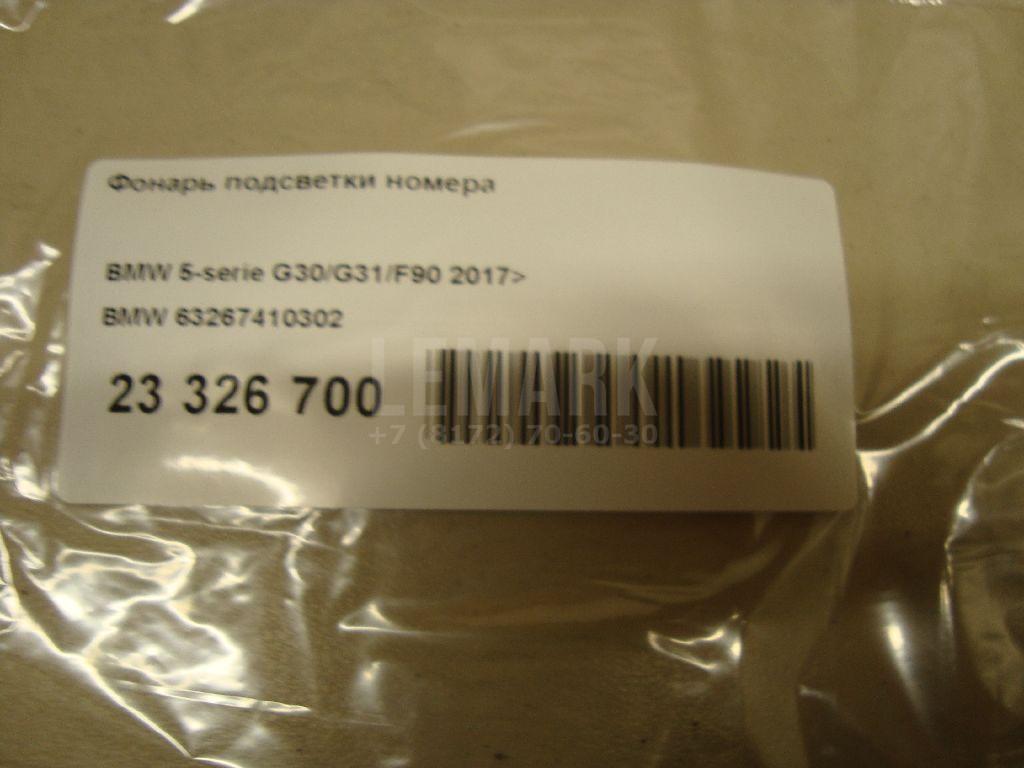 Фонарь подсветки номера
BMW 5-serie G30/G31/F90 2017>
BMW 63267410302
23 326 700
LEMARK
+7 (8172) 70-60-30